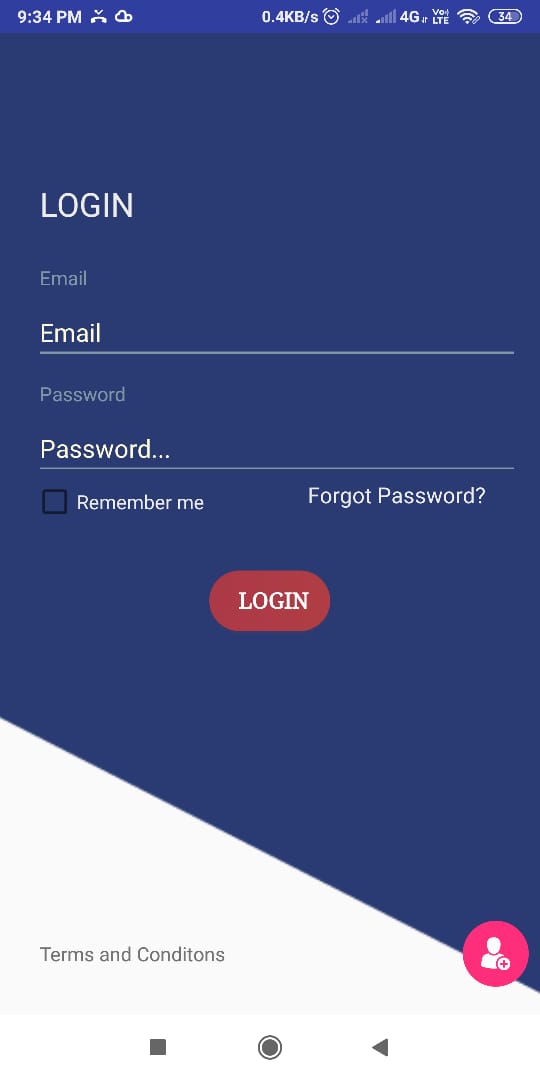 9:34 PM 0.4KB/s 4G Vo) LTE 34
LOGIN
Email
Email
Password
Password...
Remember me Forgot Password?
LOGIN
Terms and Conditons